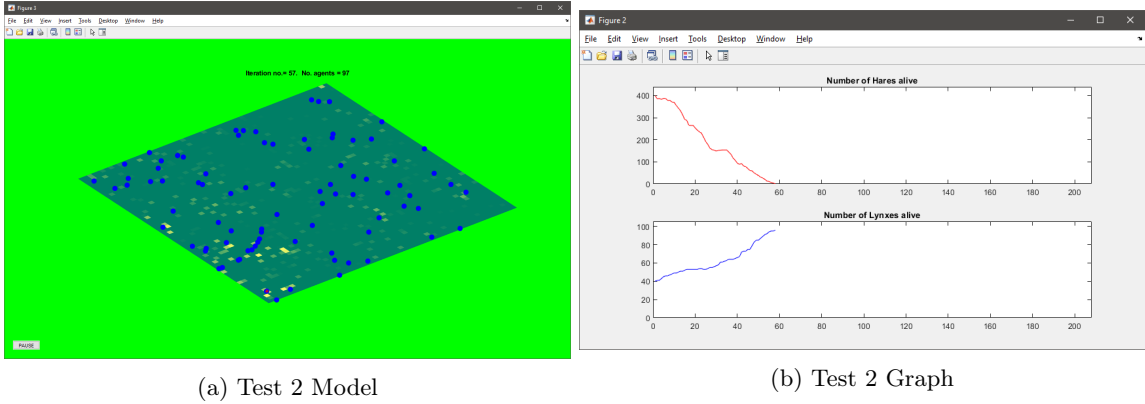 Figure 1
File Edit View Insert Tools Desktop Window Help
Iteration no.= 57, No. agents = 97
PAUSE
(a) Test 2 Model
Figure 2
File Edit View Insert Tools Desktop Window Help
Number of Hares alive
400
300
200
100
0
0 20 40 60 80 100 120 140 160 180 200
Number of Lynxes alive
100
80
60
40
20
0
0 20 40 60 80 100 120 140 160 180 200
(b) Test 2 Graph